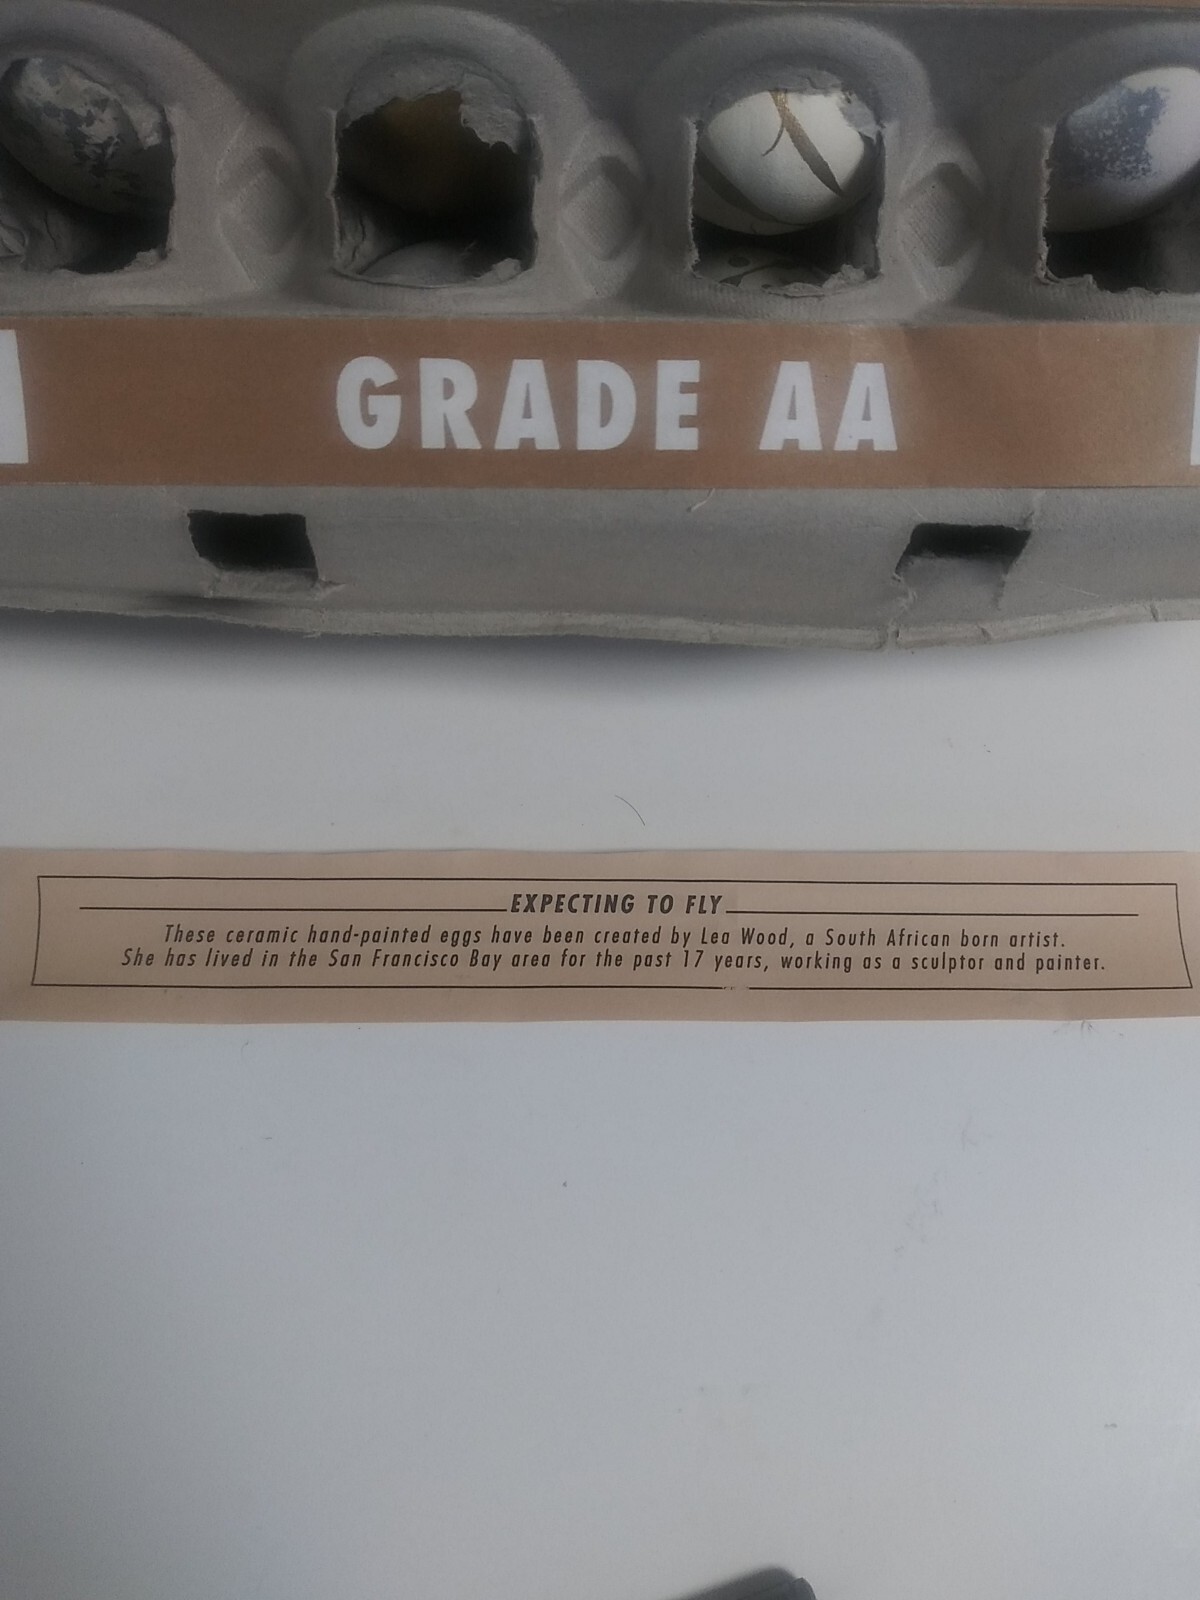 GRADE AA
EXPECTING TO FLY
These ceramic hand-painted eggs have been created by Lea Wood, a South African born artist.
She has lived in the San Francisco Bay area for the past 17 years, working as a sculptor and painter.